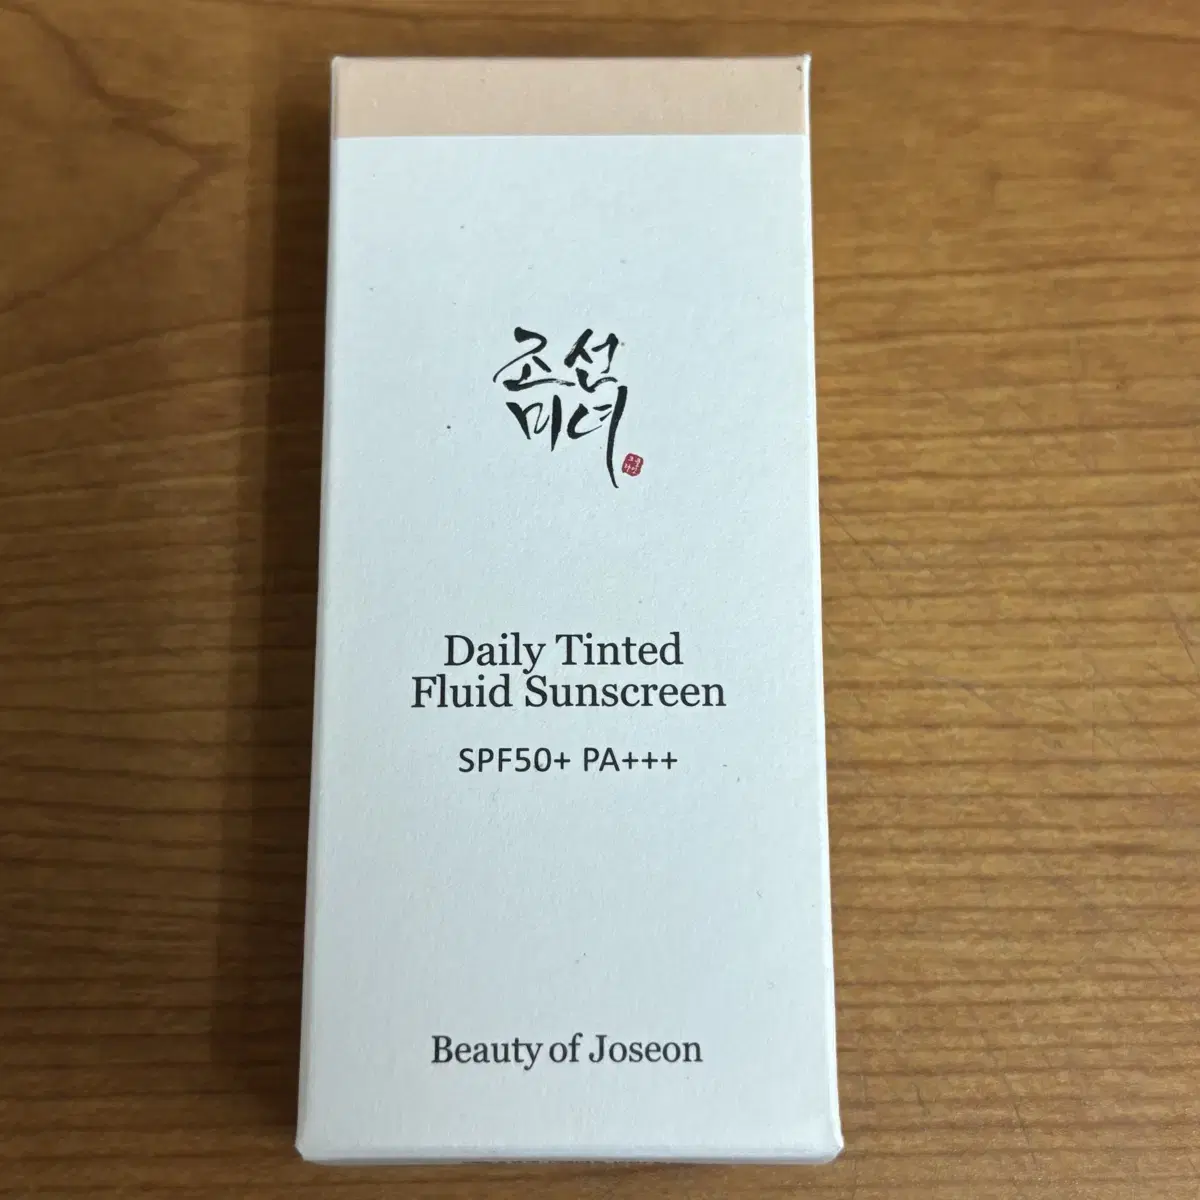 조선
미녀
Daily Tinted
Fluid Sunscreen
SPF50+ PA+++
Beauty of Joseon